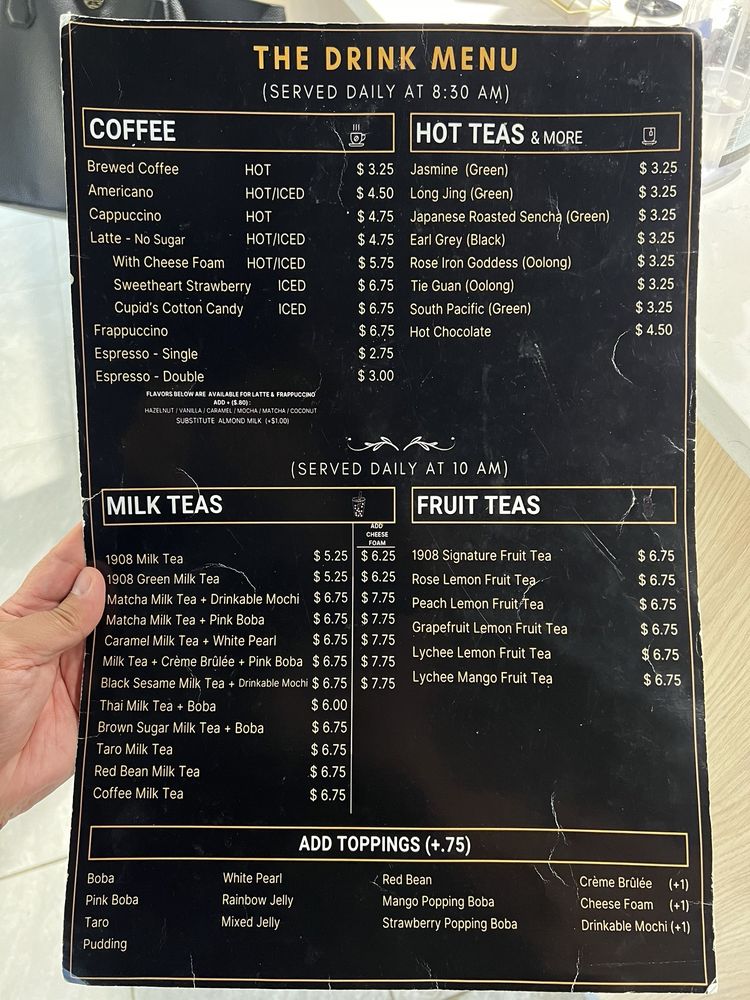 THE DRINK MENU
(SERVED DAILY AT 8:30 AM)
COFFEE
Brewed Coffee HOT $ 3.25
Americano HOT/ICED $ 4.50
Cappuccino HOT $ 4.75
Latte - No Sugar HOT/ICED $ 4.75
With Cheese Foam HOT/ICED $ 5.75
Sweetheart Strawberry ICED $ 6.75
Cupid's Cotton Candy ICED $ 6.75
Frappuccino $ 6.75
Espresso - Single $ 2.75
Espresso - Double $ 3.00
FLAVORS BELOW ARE AVAILABLE FOR LATTE & FRAPPUCCINO
ADD + ($.80) :
HAZELNUT / VANILLA / CARAMEL / MOCHA / MATCHA / COCONUT
SUBSTITUTE ALMOND MILK (+$1.00)
HOT TEAS & MORE
Jasmine (Green) $ 3.25
Long Jing (Green) $ 3.25
Japanese Roasted Sencha (Green) $ 3.25
Earl Grey (Black) $ 3.25
Rose Iron Goddess (Oolong) $ 3.25
Tie Guan (Oolong) $ 3.25
South Pacific (Green) $ 3.25
Hot Chocolate $ 4.50
(SERVED DAILY AT 10 AM)
MILK TEAS
ADD
CHEESE
FOAM
1908 Milk Tea $ 5.25 $ 6.25
1908 Green Milk Tea $ 5.25 $ 6.25
Matcha Milk Tea + Drinkable Mochi $ 6.75 $ 7.75
Matcha Milk Tea + Pink Boba $ 6.75 $ 7.75
Caramel Milk Tea + White Pearl $ 6.75 $ 7.75
Milk Tea + Crème Brûlée + Pink Boba $ 6.75 $ 7.75
Black Sesame Milk Tea + Drinkable Mochi $ 6.75 $ 7.75
Thai Milk Tea + Boba $ 6.00
Brown Sugar Milk Tea + Boba $ 6.75
Taro Milk Tea $ 6.75
Red Bean Milk Tea $ 6.75
Coffee Milk Tea $ 6.75
FRUIT TEAS
1908 Signature Fruit Tea $ 6.75
Rose Lemon Fruit Tea $ 6.75
Peach Lemon Fruit Tea $ 6.75
Grapefruit Lemon Fruit Tea $ 6.75
Lychee Lemon Fruit Tea $ 6.75
Lychee Mango Fruit Tea $ 6.75
ADD TOPPINGS (+.75)
Boba White Pearl Red Bean Crème Brûlée (+1)
Pink Boba Rainbow Jelly Mango Popping Boba Cheese Foam (+1)
Taro Mixed Jelly Strawberry Popping Boba Drinkable Mochi (+1)
Pudding